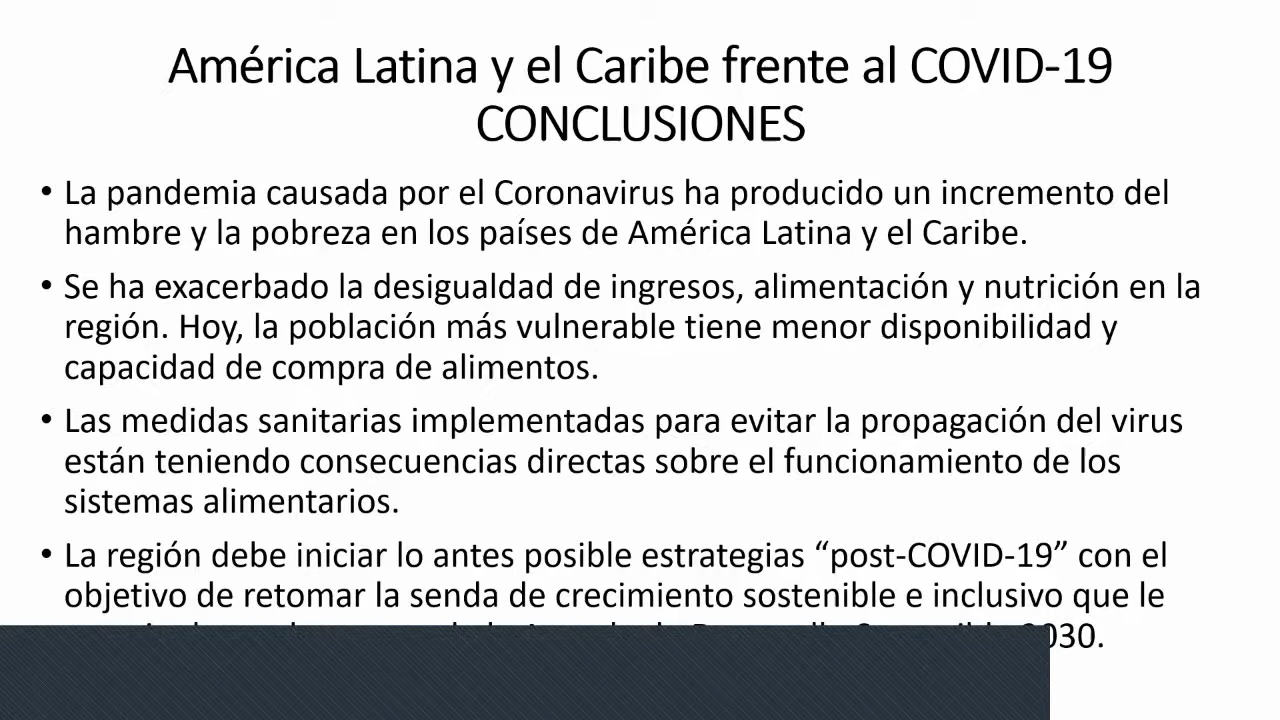 América Latina y el Caribe frente al COVID-19
CONCLUSIONES
• La pandemia causada por el Coronavirus ha producido un incremento del
hambre y la pobreza en los países de América Latina y el Caribe.
• Se ha exacerbado la desigualdad de ingresos, alimentación y nutrición en la
región. Hoy, la población más vulnerable tiene menor disponibilidad y
capacidad de compra de alimentos.
• Las medidas sanitarias implementadas para evitar la propagación del virus
están teniendo consecuencias directas sobre el funcionamiento de los
sistemas alimentarios.
• La región debe iniciar lo antes posible estrategias “post-COVID-19” con el
objetivo de retomar la senda de crecimiento sostenible e inclusivo que le
2030.